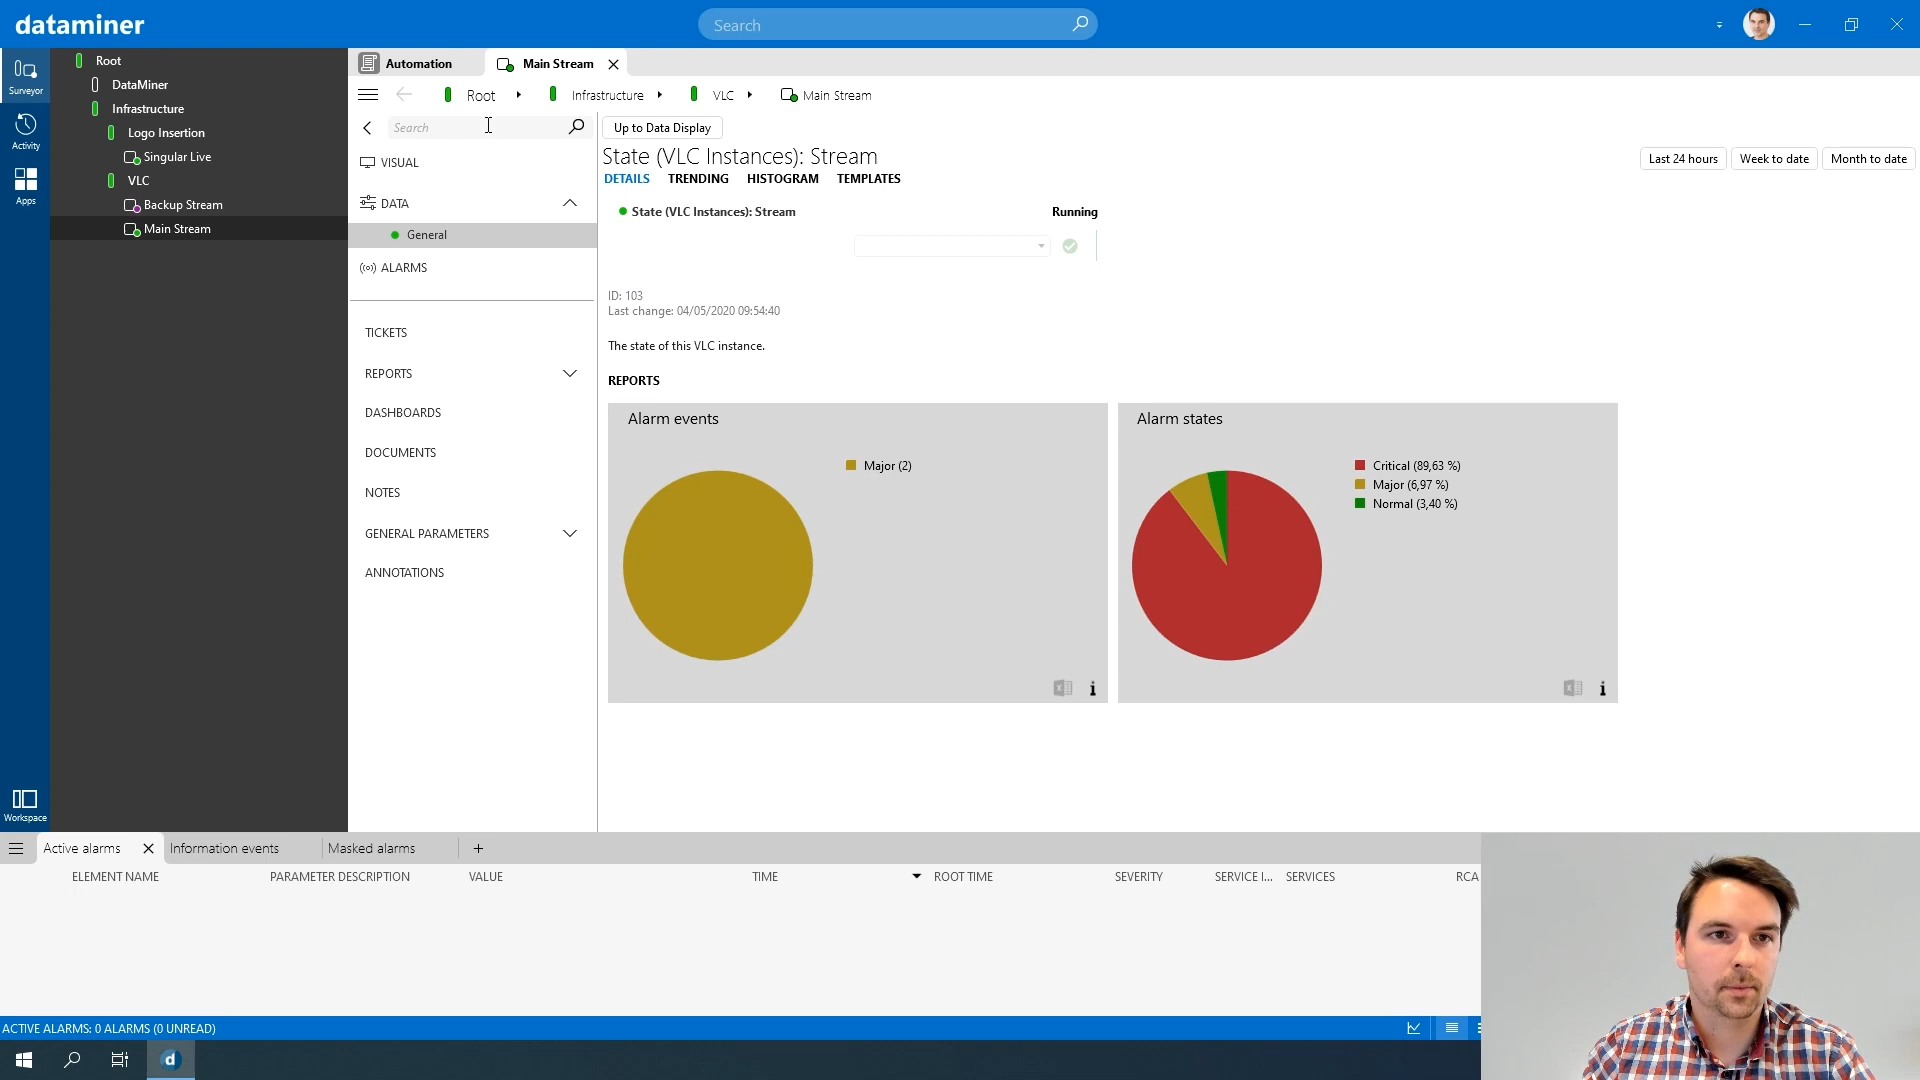 dataminer
Search
Surveyor
Activity
Apps
Workspace
Root
DataMiner
Infrastructure
Logo Insertion
Singular Live
VLC
Backup Stream
Main Stream
Automation
Main Stream
Root
Infrastructure
VLC
Main Stream
Search
VISUAL
DATA
General
ALARMS
TICKETS
REPORTS
DASHBOARDS
DOCUMENTS
NOTES
GENERAL PARAMETERS
ANNOTATIONS
Up to Data Display
State (VLC Instances): Stream
Last 24 hours
Week to date
Month to date
DETAILS TRENDING HISTOGRAM TEMPLATES
State (VLC Instances): Stream Running
ID: 103
Last change: 04/05/2020 09:54:40
The state of this VLC instance.
REPORTS
Alarm events
Major (2)
Alarm states
Critical (89,63 %)
Major (6,97 %)
Normal (3,40 %)
Active alarms
Information events
Masked alarms
ELEMENT NAME PARAMETER DESCRIPTION VALUE TIME ROOT TIME SEVERITY SERVICE I... SERVICES RCA
ACTIVE ALARMS: 0 ALARMS (0 UNREAD)
d